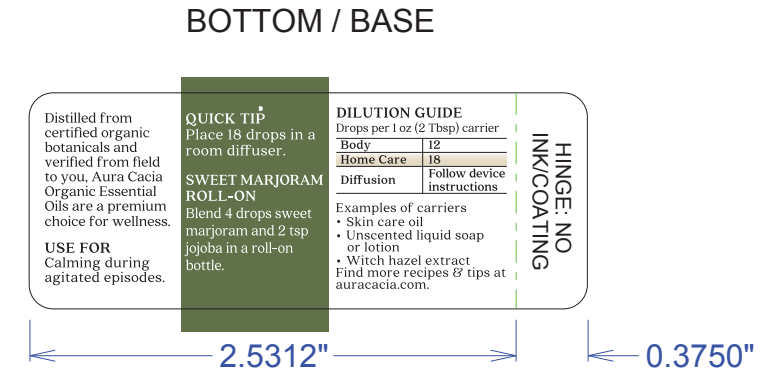 BOTTOM / BASE
Distilled from
certified organic
botanicals and
verified from field
to you, Aura Cacia
Organic Essential
Oils are a premium
choice for wellness.
USE FOR
Calming during
agitated episodes.
QUICK TIP
Place 18 drops in a
room diffuser.
SWEET MARJORAM
ROLL-ON
Blend 4 drops sweet
marjoram and 2 tsp
jojoba in a roll-on
bottle.
DILUTION GUIDE
Drops per 1 oz (2 Tbsp) carrier
Body 12
Home Care 18
Diffusion Follow device
instructions
Examples of carriers
• Skin care oil
• Unscented liquid soap
or lotion
• Witch hazel extract
Find more recipes & tips at
auracacia.com.
HINGE: NO
INK/COATING
2.5312"
0.3750"